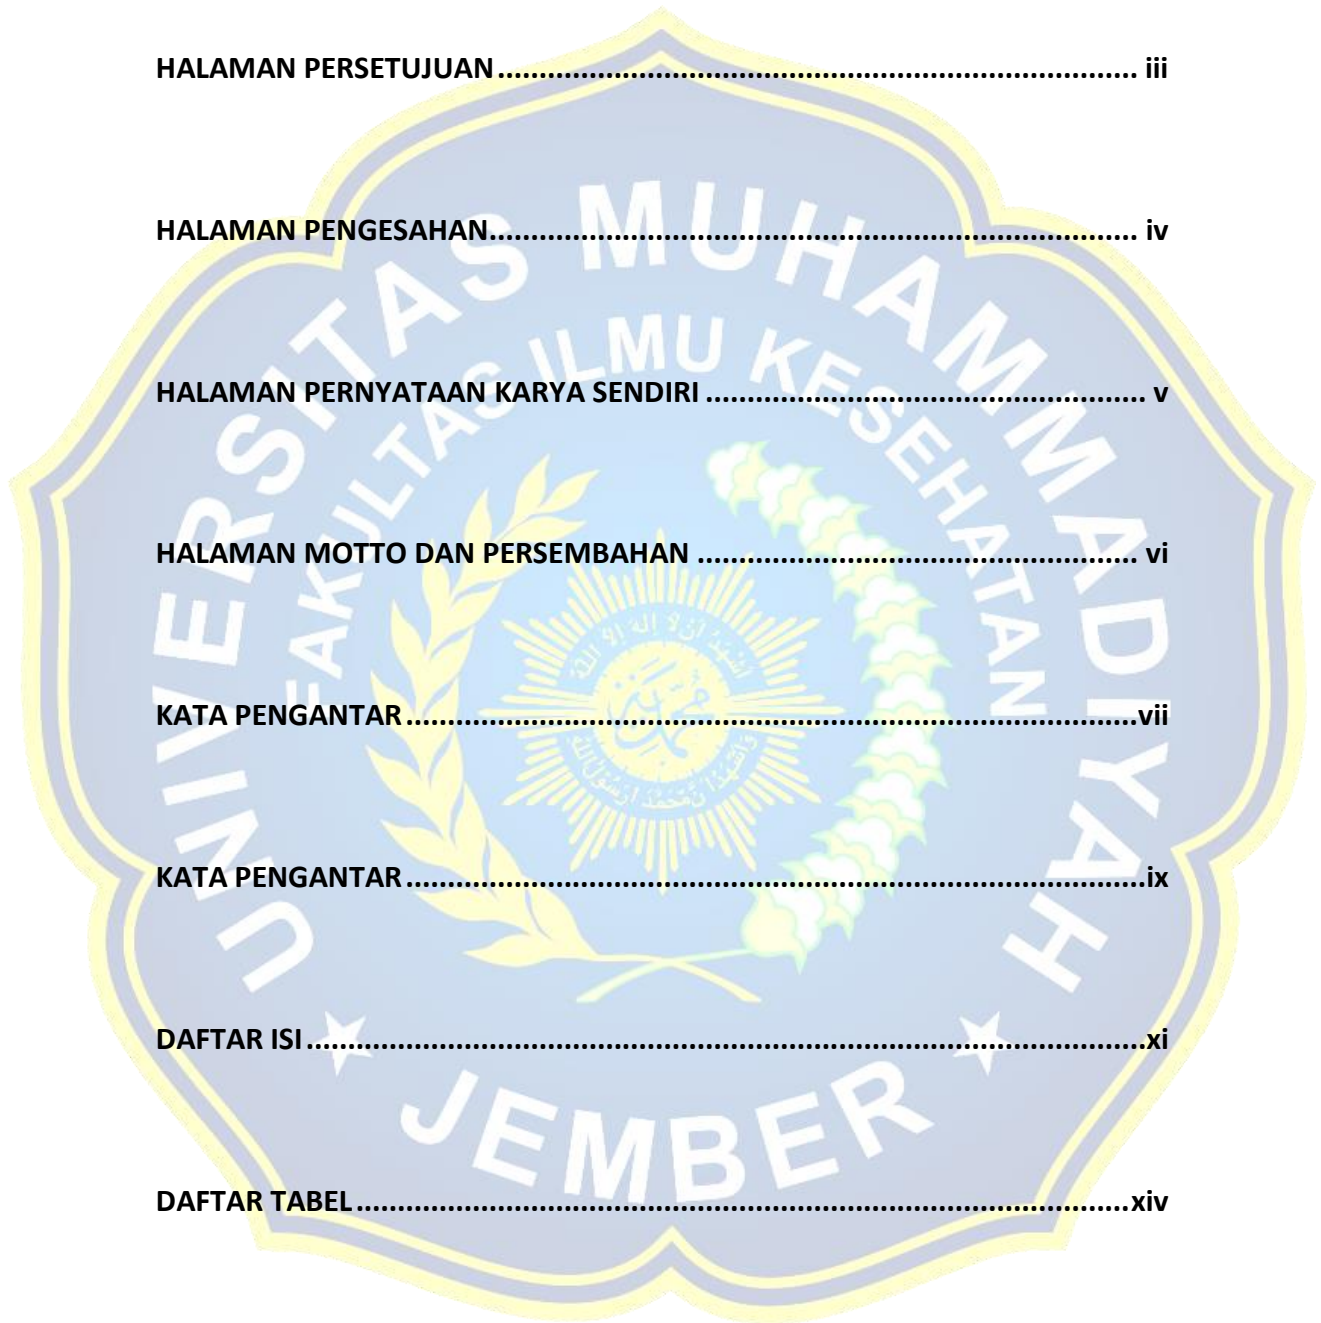 HALAMAN PERSETUJUAN................................................................................ iii
HALAMAN PENGESAHAN................................................................................. iv
HALAMAN PERNYATAAN KARYA SENDIRI ....................................................... v
HALAMAN MOTTO DAN PERSEMBAHAN ....................................................... vi
KATA PENGANTAR...........................................................................................vii
KATA PENGANTAR............................................................................................ix
DAFTAR ISI........................................................................................................xi
DAFTAR TABEL................................................................................................xiv
UNIVERSITAS MUHAMMADIYAH
FAKULTAS ILMU KESEHATAN
JEMBER